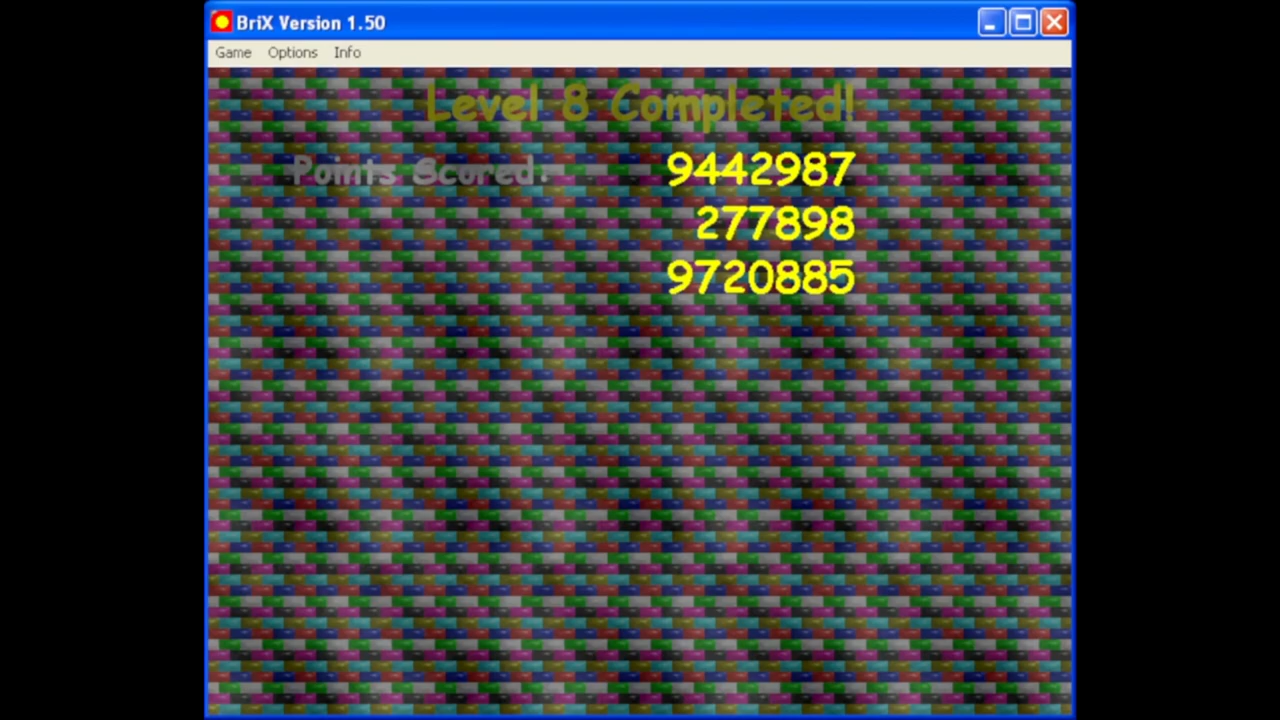 BriX Version 1.50
Game Options Info
Level 8 Completed!
Points Scored: 9442987
277898
9720885